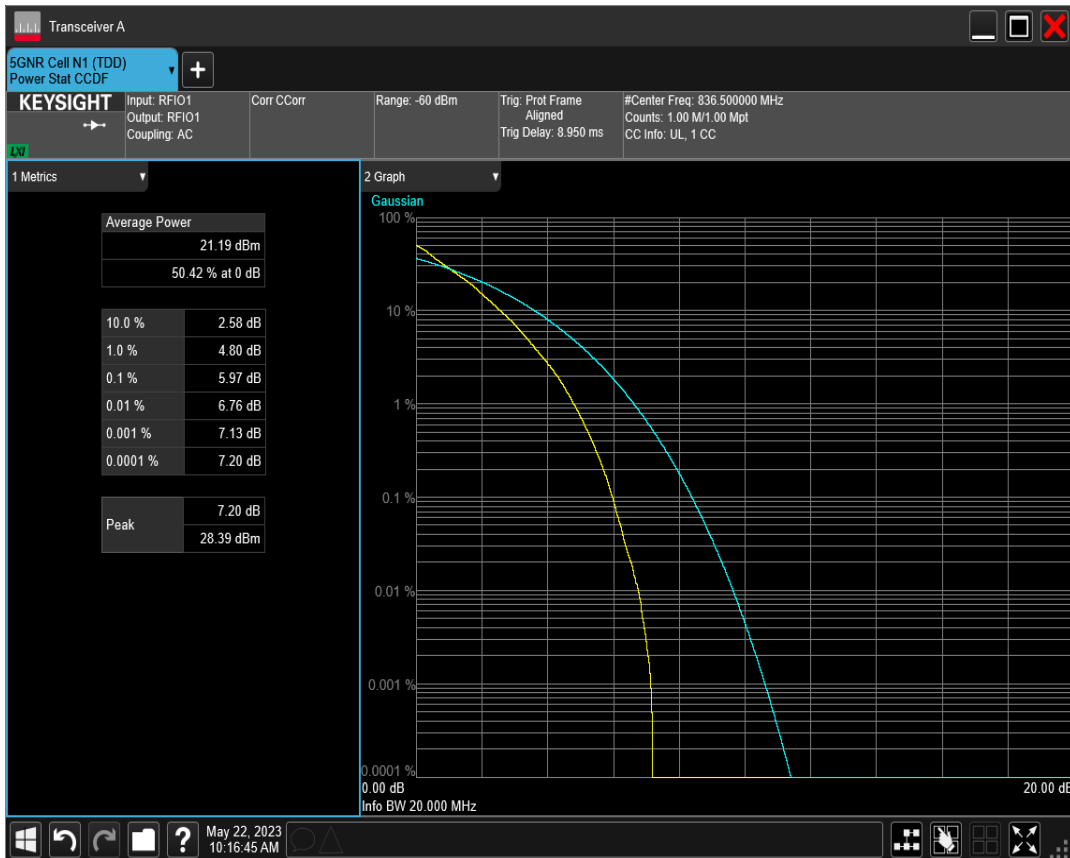 Transceiver A
5GNR Cell N1 (TDD)
Power Stat CCDF
KEYSIGHT
LXI
Input: RFIO1
Output: RFIO1
Coupling: AC
Corr CCorr
Range: -60 dBm
Trig: Prot Frame
Aligned
Trig Delay: 8.950 ms
#Center Freq: 836.500000 MHz
Counts: 1.00 M/1.00 Mpt
CC Info: UL, 1 CC
1 Metrics
Average Power
21.19 dBm
50.42 % at 0 dB
10.0 % 2.58 dB
1.0 % 4.80 dB
0.1 % 5.97 dB
0.01 % 6.76 dB
0.001 % 7.13 dB
0.0001 % 7.20 dB
Peak 7.20 dB
28.39 dBm
2 Graph
Gaussian
100 %
10 %
1 %
0.1 %
0.01 %
0.001 %
0.0001 %
0.00 dB 20.00 dB
Info BW 20.000 MHz
? May 22, 2023
10:16:45 AM